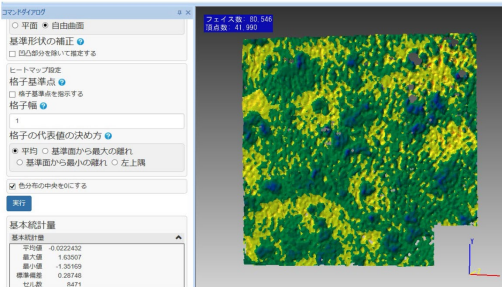 コマンドダイアログ
平面 自由曲面
基準形状の補正
凹凸部分を除いて推定する
ヒートマップ設定
格子基準点
格子基準点を指示する
格子幅
1
格子の代表値の決め方
平均 基準面から最大の離れ
基準面から最小の離れ 左上隅
色分布の中央を0にする
実行
基本統計量
基本統計量
平均値 -0.0222432
最大値 1.63507
最小値 -1.35169
標準偏差 0.28748
セル数 8471
フェイス数: 80,546
頂点数: 41,990
Y